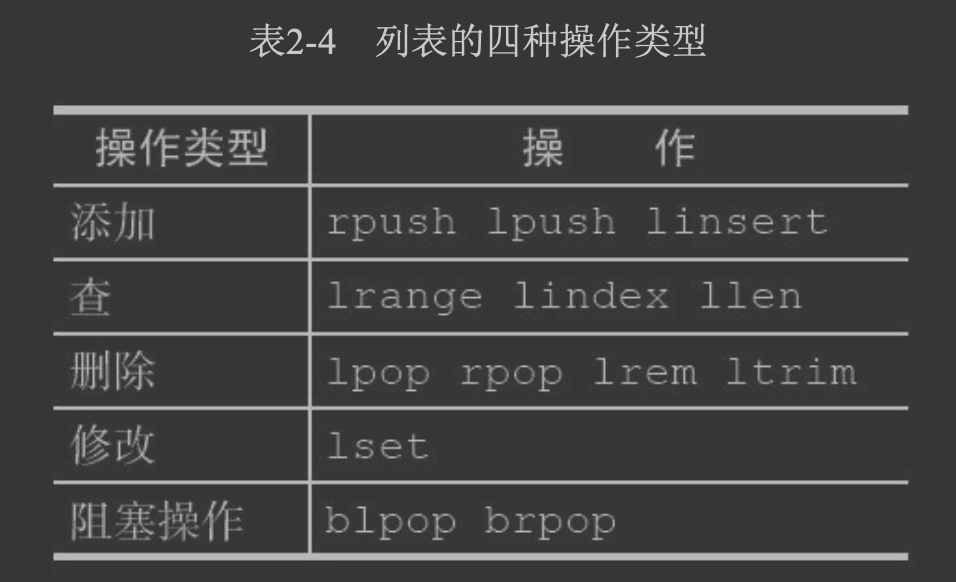 表2-4 列表的四种操作类型
操作类型 操 作
添加 rpush lpush linsert
查 lrange lindex llen
删除 lpop rpop lrem ltrim
修改 lset
阻塞操作 blpop brpop